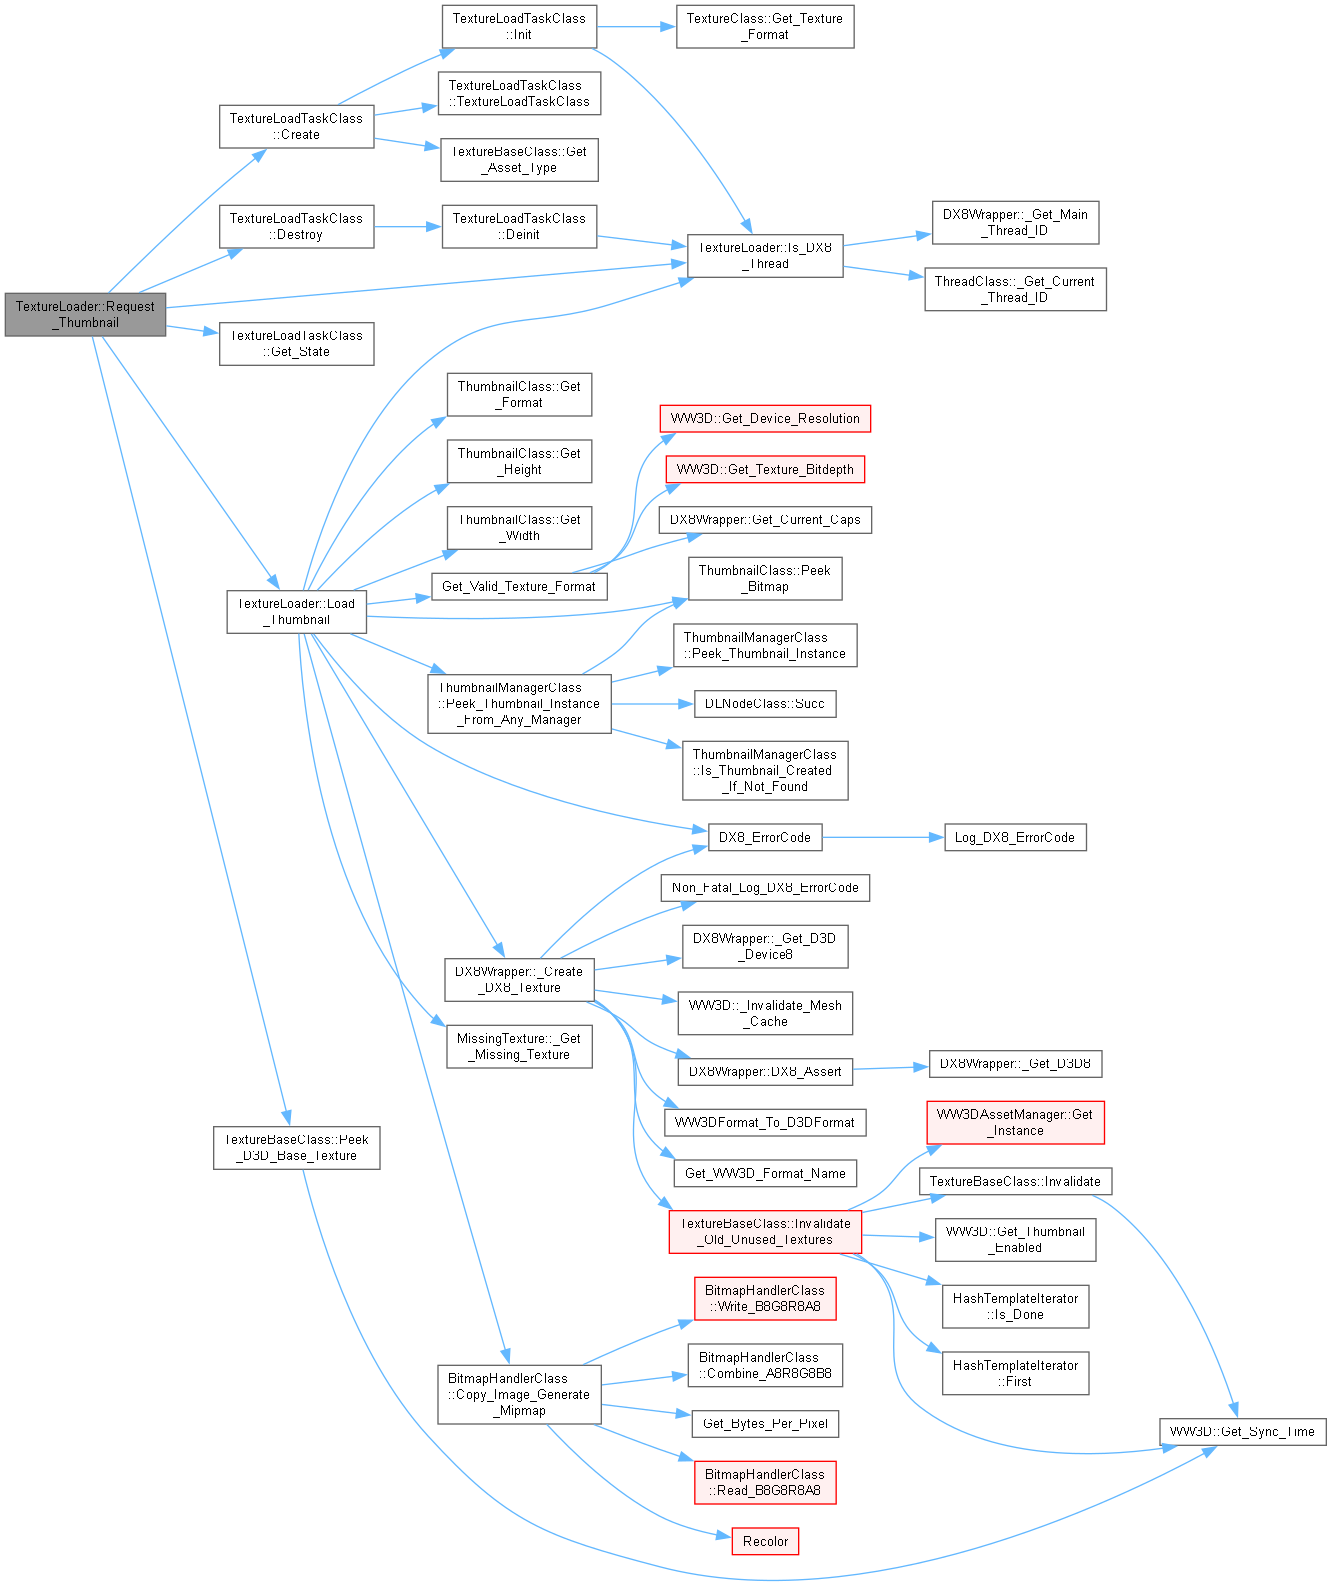 TextureLoadTaskClass
::Init
TextureClass::Get_Texture
_Format
TextureLoadTaskClass
::TextureLoadTaskClass
TextureLoadTaskClass
::Create
TextureBaseClass::Get
_Asset_Type
TextureLoadTaskClass
::Destroy
TextureLoadTaskClass
::Deinit
TextureLoader::Is_DX8
_Thread
DX8Wrapper::_Get_Main
_Thread_ID
ThreadClass::_Get_Current
_Thread_ID
TextureLoader::Request
_Thumbnail
TextureLoadTaskClass
::Get_State
ThumbnailClass::Get
_Format
WW3D::Get_Device_Resolution
ThumbnailClass::Get
_Height
WW3D::Get_Texture_Bitdepth
ThumbnailClass::Get
_Width
DX8Wrapper::Get_Current_Caps
Get_Valid_Texture_Format
ThumbnailClass::Peek
_Bitmap
TextureLoader::Load
_Thumbnail
ThumbnailManagerClass
::Peek_Thumbnail_Instance
ThumbnailManagerClass
::Peek_Thumbnail_Instance
_From_Any_Manager
DLNodeClass::Succ
ThumbnailManagerClass
::Is_Thumbnail_Created
_If_Not_Found
DX8_ErrorCode
Log_DX8_ErrorCode
Non_Fatal_Log_DX8_ErrorCode
DX8Wrapper::_Get_D3D
_Device8
DX8Wrapper::_Create
_DX8_Texture
WW3D::_Invalidate_Mesh
_Cache
MissingTexture::_Get
_Missing_Texture
DX8Wrapper::DX8_Assert
DX8Wrapper::_Get_D3D8
WW3DFormat_To_D3DFormat
WW3DAssetManager::Get
_Instance
TextureBaseClass::Peek
_D3D_Base_Texture
Get_WW3D_Format_Name
TextureBaseClass::Invalidate
TextureBaseClass::Invalidate
_Old_Unused_Textures
WW3D::Get_Thumbnail
_Enabled
BitmapHandlerClass
::Write_B8G8R8A8
HashTemplateIterator
::Is_Done
BitmapHandlerClass
::Combine_A8R8G8B8
HashTemplateIterator
::First
BitmapHandlerClass
::Copy_Image_Generate
_Mipmap
Get_Bytes_Per_Pixel
WW3D::Get_Sync_Time
BitmapHandlerClass
::Read_B8G8R8A8
Recolor